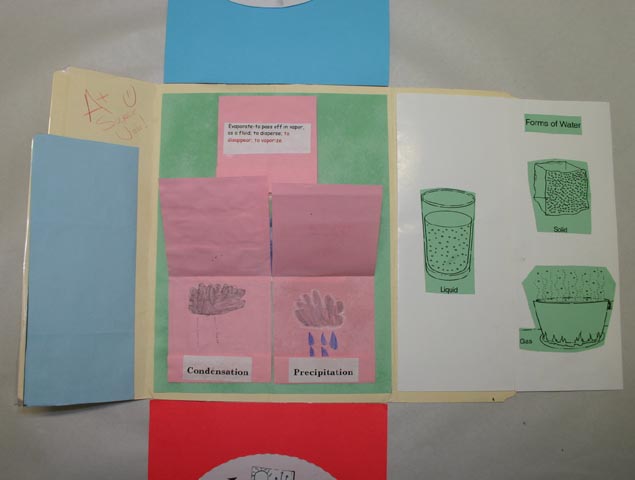 A+
Super
Job!
Evaporate-to pass off in vapor,
as a fluid; to disperse; to
disappear; to vaporize.
Condensation
Precipitation
Forms of Water
Solid
Liquid
Gas